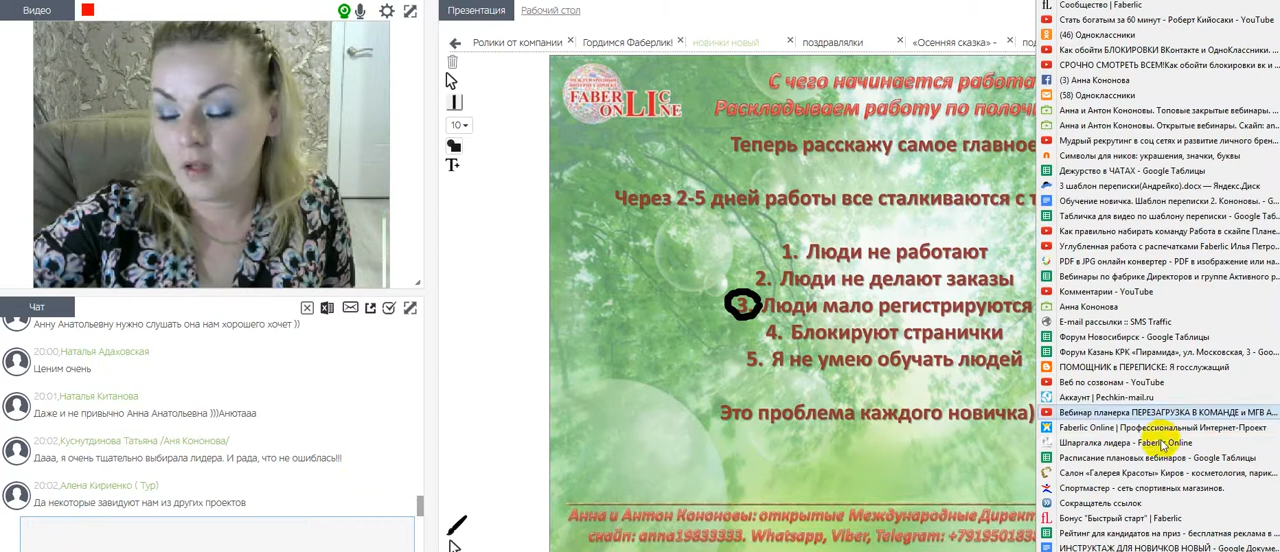 Видео
Чат
Анну Анатольевну нужно слушать она нам хорошего хочет ))
20:00,Наталья Адаховская
Ценим очень
20:01,Наталья Китанова
Даже и не привычно Анна Анатольевна )))Анютааа
20:02,Куснутдинова Татьяна /Аня Кононова/
Дааа, я очень тщательно выбирала лидера. И рада, что не ошиблась!!!
20:02,Алена Кириенко ( Тур)
Да некоторые завидуют нам из других проектов
Презентация
Рабочий стол
Ролики от компании
Гордимся Фаберлик!
новинки новый
поздравлялки
«Осенняя сказка» -
10
T+
МЕЖДУНАРОДНЫЙ ИНТЕРНЕТ-ПРОЕКТ
FABERLIC
ONLINE
С чего начинается работа
Раскладываем работу по полоч
Теперь расскажу самое главное
Через 2-5 дней работы все сталкиваются с т
1. Люди не работают
2. Люди не делают заказы
3. Люди мало регистрируются
4. Блокируют странички
5. Я не умею обучать людей
Это проблема каждого новичка)
Анна и Антон Кононовы: открытые Международные Дирек
скайп: anna19833333. Whatsapp, Viber, Telegram: +7919501838
Сообщество | Faberlic
Стать богатым за 60 минут - Роберт Кийосаки - YouTube
(46) Одноклассники
Как обойти БЛОКИРОВКИ ВКонтакте и ОдноКлассники. ...
СРОЧНО СМОТРЕТЬ ВСЕМ!Как обойти блокировки вк и ...
(3) Анна Кононова
(58) Одноклассники
Анна и Антон Кононовы. Топовые закрытые вебинары. ...
Анна и Антон Кононовы. Открытые вебинары. Скайп: an...
Мудрый рекрутинг в соц сетях и развитие личного брен...
Символы для ников: украшения, значки, буквы
Дежурство в ЧАТАХ - Google Таблицы
3 шаблон переписки(Андрейко).docx — Яндекс.Диск
Обучение новичка. Шаблон переписки 2. Кононовы. - G...
Табличка для видео по шаблону переписки - Google Таб...
Как правильно набирать команду Работа в скайпе Плане...
Углубленная работа с распечатками Faberlic Илья Петро...
PDF в JPG онлайн конвертер - PDF в изображение или на...
Вебинары по фабрике Директоров и группе Активного р...
Комментарии - YouTube
Анна Кононова
E-mail рассылки :: SMS Traffic
Форум Новосибирск - Google Таблицы
Форум Казань КРК «Пирамида», ул. Московская, 3 - Goo...
ПОМОЩНИК в ПЕРЕПИСКЕ: Я госслужащий
Веб по созвонам - YouTube
Аккаунт | Pechkin-mail.ru
Вебинар планерка ПЕРЕЗАГРУЗКА В КОМАНДЕ и МГВ А...
Faberlic Online | Профессиональный Интернет-Проект
Шпаргалка лидера - Faberlic Online
Расписание плановых вебинаров - Google Таблицы
Салон «Галерея Красоты» Киров - косметология, парик...
Спортмастер - сеть спортивных магазинов.
Сокращатель ссылок
Бонус "Быстрый старт" | Faberlic
Рейтинг для кандидатов на приз - бесплатная реклама в ...
ИНСТРУКТАЖ ДЛЯ НОВИЧКОВ НОВЫЙ - Google Докуме...